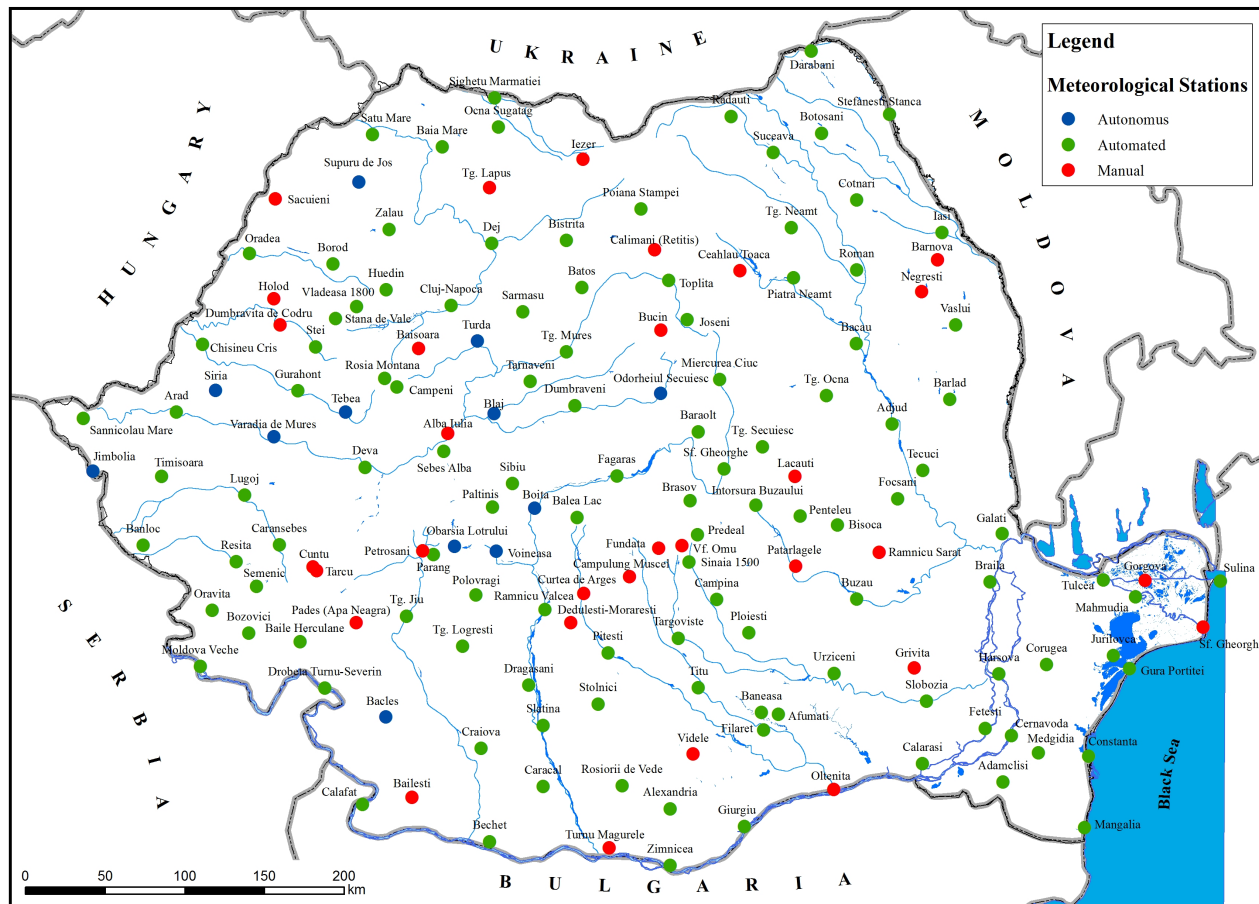 UKRAINE
HUNGARY
MOLDOVA
SERBIA
BULGARIA
Black Sea
Legend
Meteorological Stations
Autonomus
Automated
Manual
Darabani
Sighetu Marmatiei
Ocna Sugatag
Radauti
Stefanesti-Stanca
Satu Mare
Baia Mare
Botosani
Suceava
Iezer
Supuru de Jos
Tg. Lapus
Sacuieni
Poiana Stampei
Cotnari
Zalau
Dej
Bistrita
Tg. Neamt
Iasi
Oradea
Borod
Calimani (Retitis)
Ceahlau Toaca
Roman
Barnova
Huedin
Batos
Negresti
Holod
Vladeasa 1800
Cluj-Napoca
Sarmasu
Toplita
Piatra Neamt
Dumbravita de Codru
Stana de Vale
Vaslui
Stei
Baisoara
Turda
Bucin
Joseni
Bacau
Chisineu Cris
Tg. Mures
Rosia Montana
Tarnaveni
Miercurea Ciuc
Siria
Gurahont
Campeni
Odorheiul Secuiesc
Tg. Ocna
Barlad
Arad
Tebea
Blaj
Dumbraveni
Sannicolau Mare
Varadia de Mures
Alba Iulia
Baraolt
Adjud
Tg. Secuiesc
Jimbolia
Timisoara
Deva
Sebes Alba
Sf. Gheorghe
Tecuci
Lugoj
Sibiu
Fagaras
Lacauti
Paltinis
Boita
Balea Lac
Brasov
Intorsura Buzaului
Focsani
Banloc
Caransebes
Obarsia Lotrului
Predeal
Penteleu
Bisoca
Galati
Resita
Cuntu
Petrosani
Voineasa
Fundata
Vf. Omu
Patarlagele
Ramnicu Sarat
Semenic
Tarcu
Parang
Campulung Muscel
Sinaia 1500
Gorgova
Sulina
Polovragi
Curtea de Arges
Campina
Buzau
Braila
Tulcea
Oravita
Pades (Apa Neagra)
Tg. Jiu
Ramnicu Valcea
Mahmudia
Bozovici
Dedulesti-Moraresti
Ploiesti
Baile Herculane
Tg. Logresti
Pitesti
Targoviste
Sf. Gheorgh
Moldova Veche
Urziceni
Grivita
Harsova
Corugea
Jurilovca
Drobeta Turnu-Severin
Dragasani
Titu
Gura Portitei
Stolnici
Slobozia
Bacles
Slatina
Baneasa
Afumati
Fetesti
Cernavoda
Craiova
Filaret
Medgidia
Videle
Calarasi
Constanta
Bailesti
Caracal
Rosiorii de Vede
Oltenita
Adamclisi
Calafat
Alexandria
Giurgiu
Mangalia
Bechet
Turnu Magurele
Zimnicea
0 50 100 150 200
km